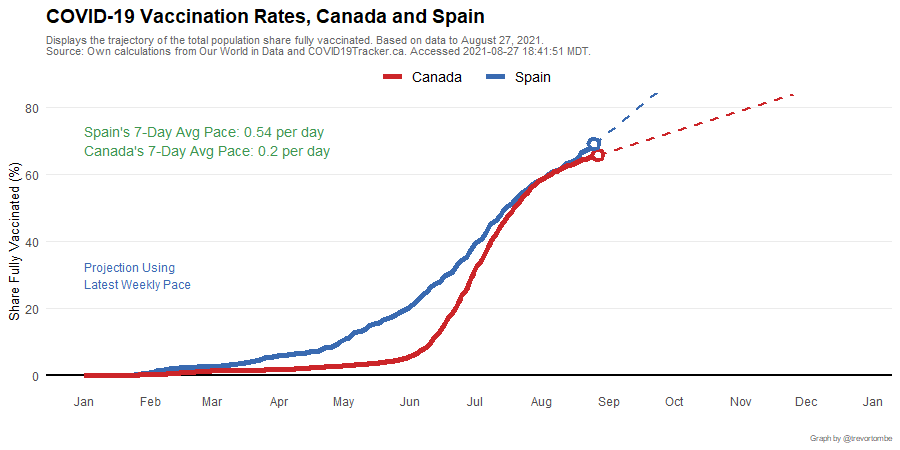 COVID-19 Vaccination Rates, Canada and Spain
Displays the trajectory of the total population share fully vaccinated. Based on data to August 27, 2021.
Source: Own calculations from Our World in Data and COVID19Tracker.ca. Accessed 2021-08-27 18:41:51 MDT.
Canada Spain
80
Spain's 7-Day Avg Pace: 0.54 per day
Canada's 7-Day Avg Pace: 0.2 per day
60
Share Fully Vaccinated (%)
40
Projection Using
Latest Weekly Pace
20
0
Jan Feb Mar Apr May Jun Jul Aug Sep Oct Nov Dec Jan
Graph by @trevortombe